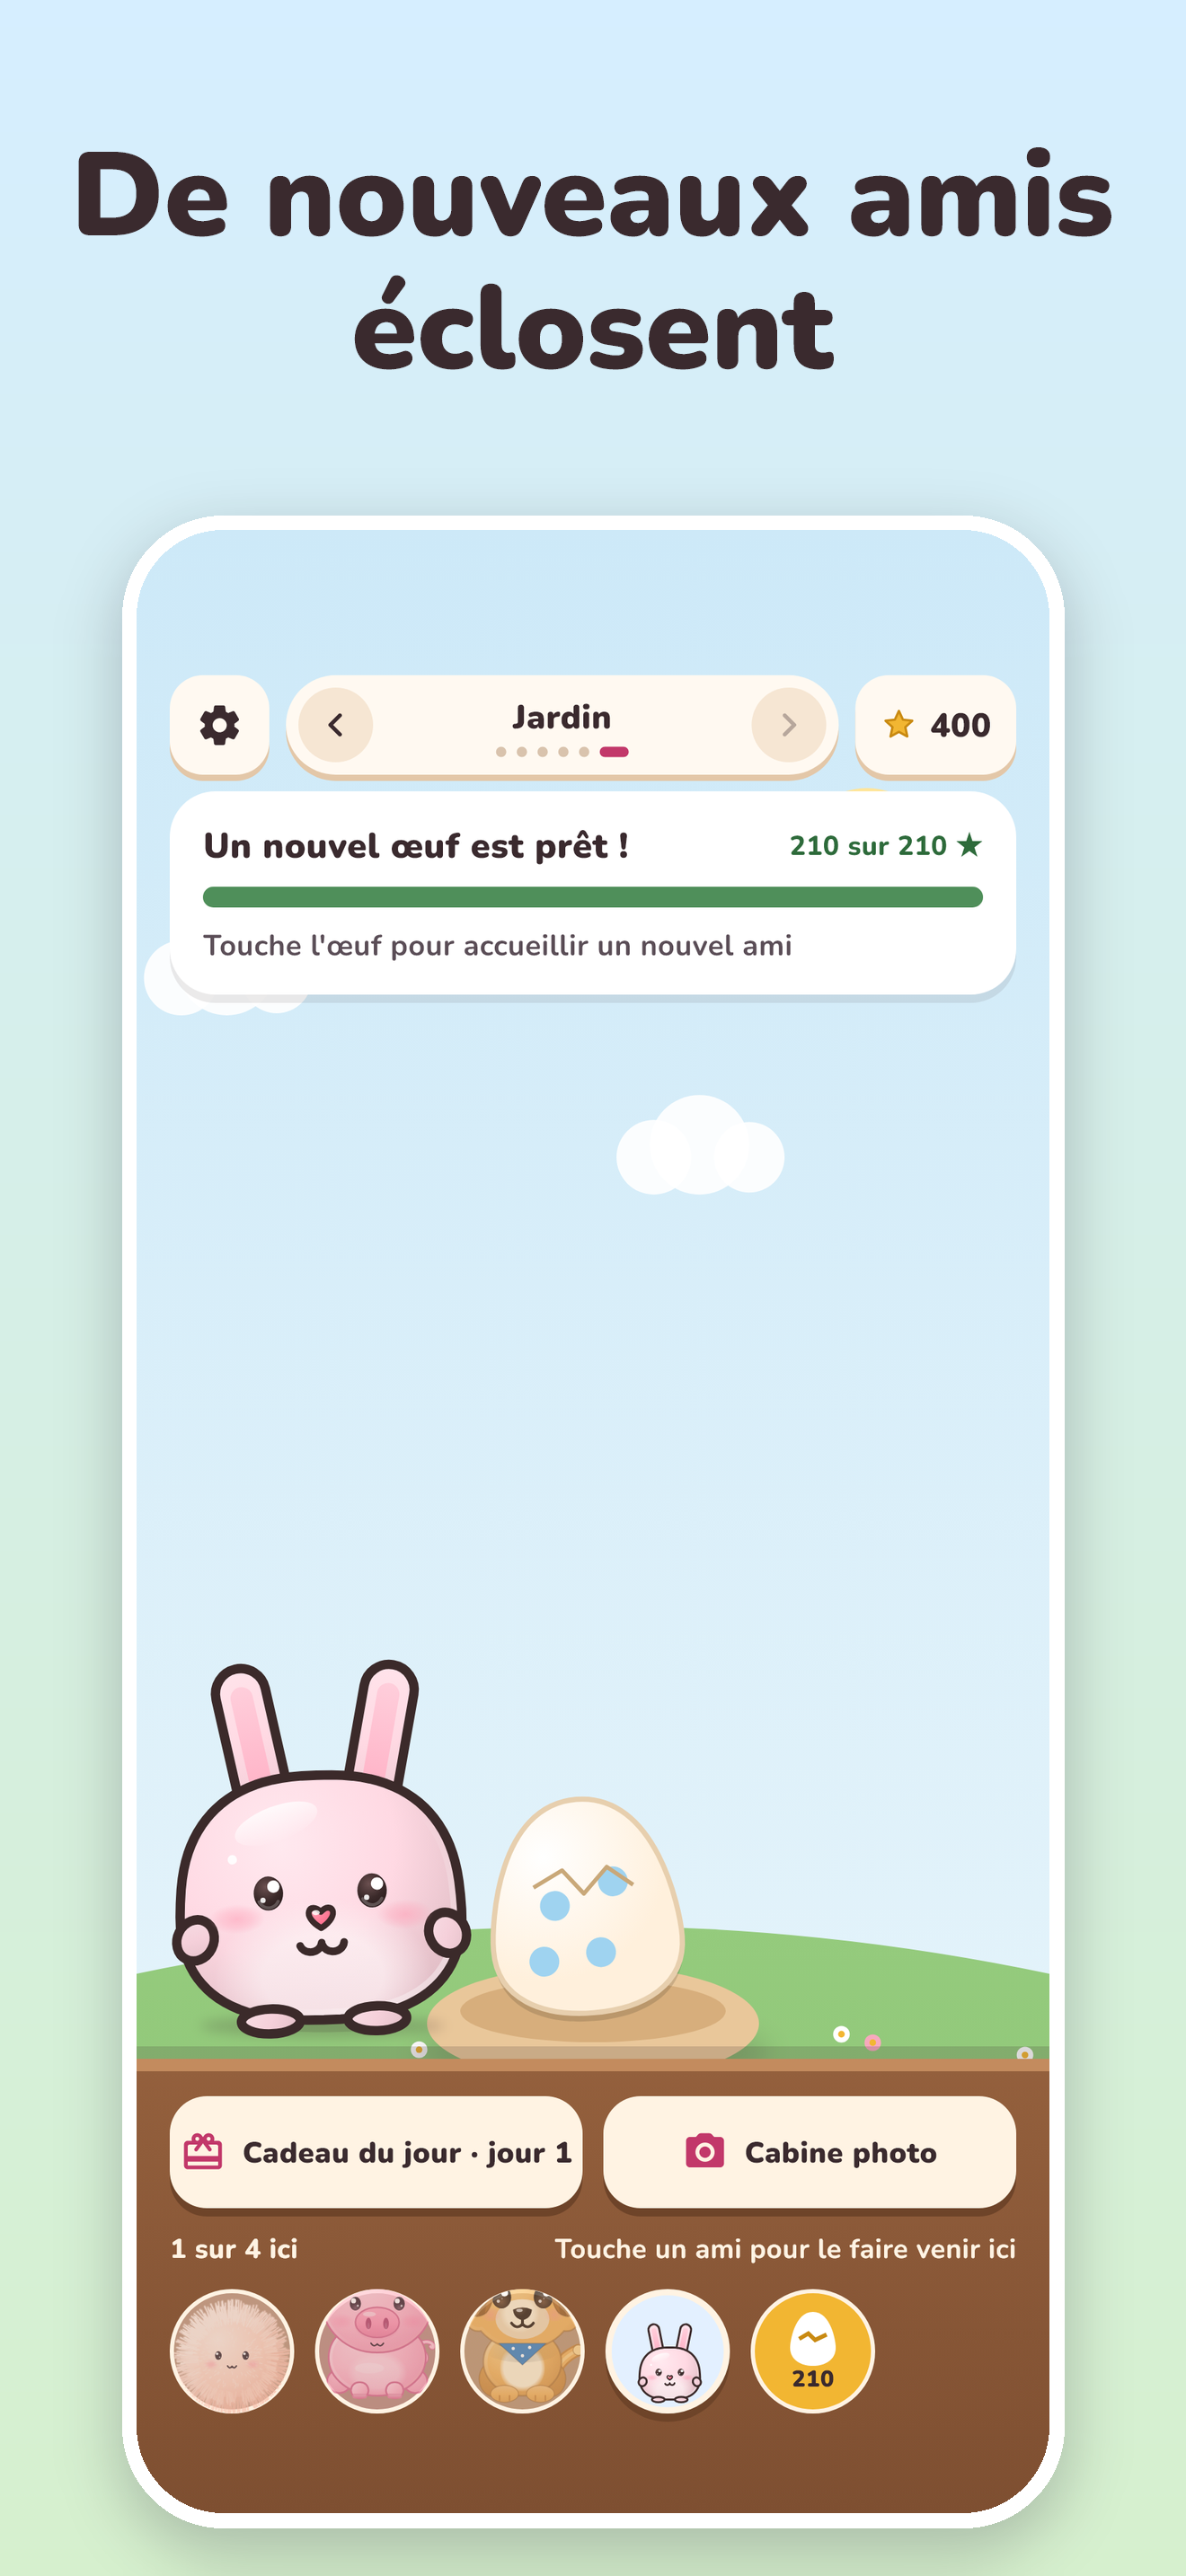 De nouveaux amis
éclosent
Jardin
400
Un nouvel œuf est prêt !
210 sur 210 ★
Touche l'œuf pour accueillir un nouvel ami
Cadeau du jour · jour 1
Cabine photo
1 sur 4 ici
Touche un ami pour le faire venir ici
210